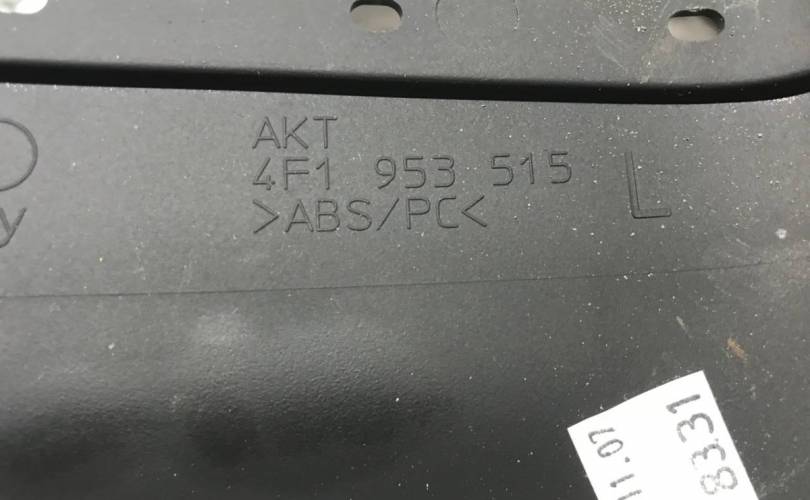 AKT
4F1 953 515 L
>ABS/PC<
y
11.07
8331